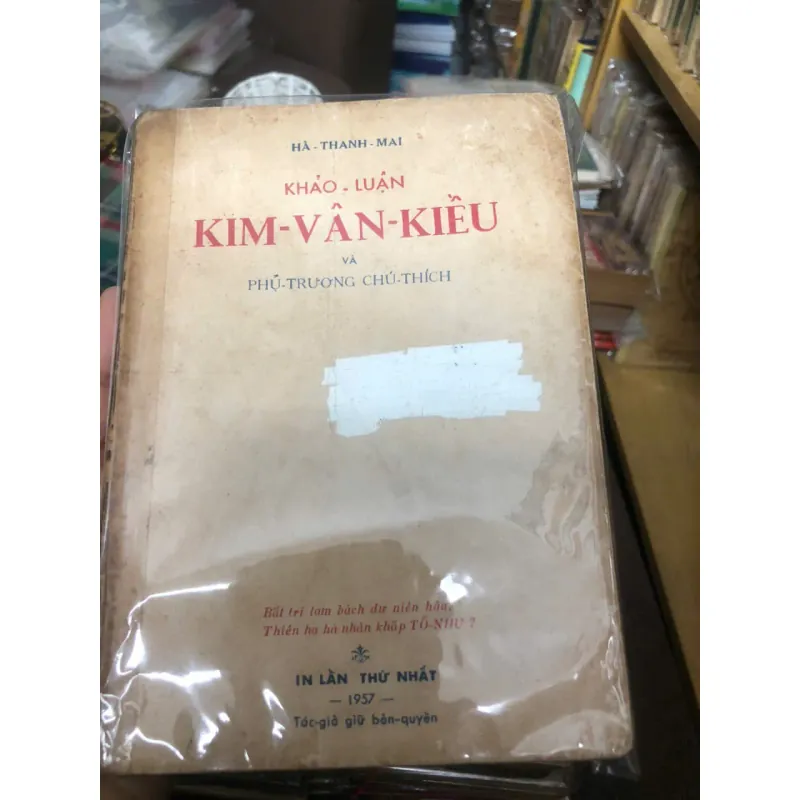 HÀ-THANH-MAI
KHẢO-LUẬN
KIM-VÂN-KIỀU
VÀ
PHỤ-TRƯƠNG CHÚ-THÍCH
Bất tri tam bách dư niên hậu,
Thiên hạ hà nhân khấp TỐ-NHƯ ?
IN LẦN THỨ NHẤT
— 1957 —
Tác-giả giữ bản-quyền